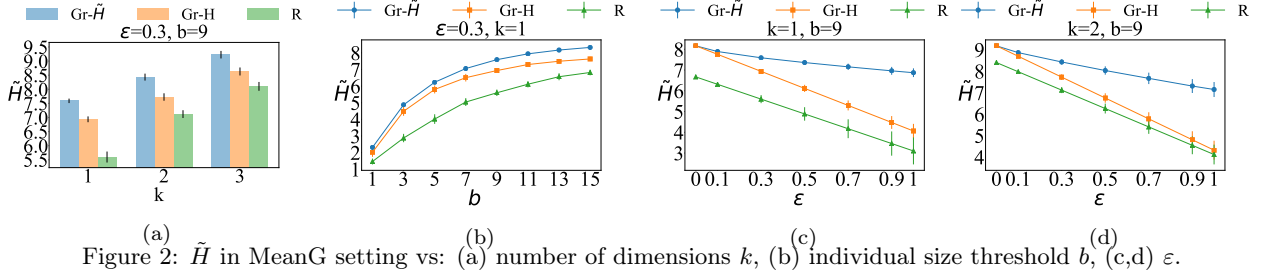 Gr-H̃ Gr-H R
ε=0.3, b=9
H̃
9.5
9.0
8.5
8.0
7.5
7.0
6.5
6.0
5.5
1 2 3
k
(a)
Gr-H̃ Gr-H R
ε=0.3, k=1
H̃
8
7
6
5
4
3
2
1
1 3 5 7 9 11 13 15
b
(b)
Gr-H̃ Gr-H R
k=1, b=9
H̃
8
7
6
5
4
3
0 0.1 0.3 0.5 0.7 0.9 1
ε
(c)
Gr-H̃ Gr-H R
k=2, b=9
H̃
9
8
7
6
5
4
0 0.1 0.3 0.5 0.7 0.9 1
ε
(d)
Figure 2: H̃ in MeanG setting vs: (a) number of dimensions k, (b) individual size threshold b, (c,d) ε.